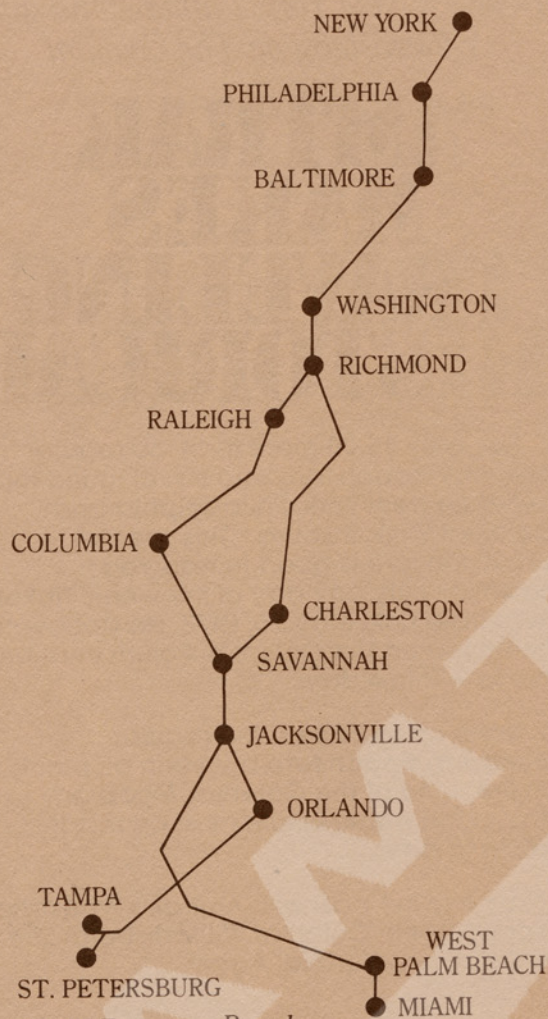 NEW YORK
PHILADELPHIA
BALTIMORE
WASHINGTON
RICHMOND
RALEIGH
COLUMBIA
CHARLESTON
SAVANNAH
JACKSONVILLE
ORLANDO
TAMPA
WEST
PALM BEACH
ST. PETERSBURG
MIAMI